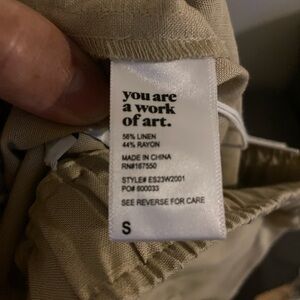 you are
a work
of art.
56% LINEN
44% RAYON
MADE IN CHINA
RN#167550
STYLE# ES23W2001
PO# 600033
SEE REVERSE FOR CARE
S